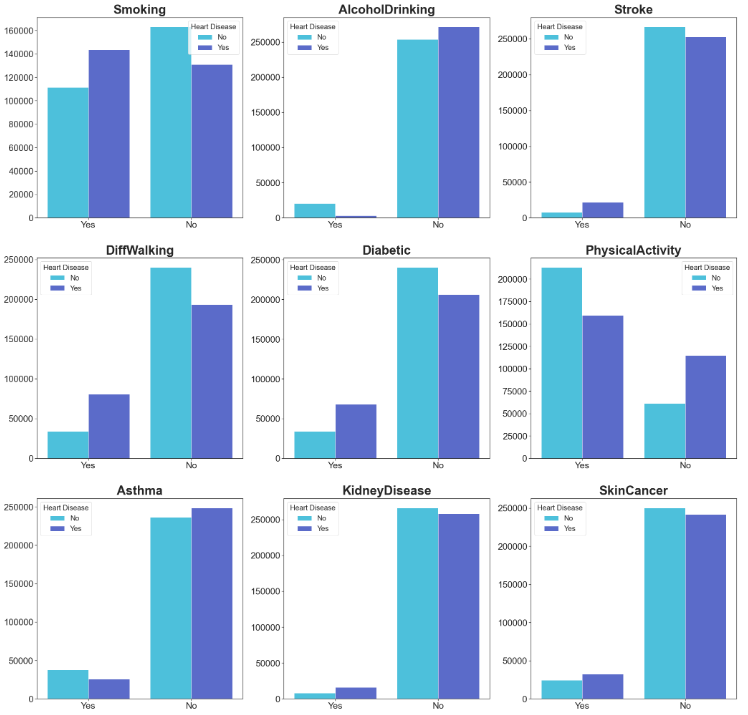 Smoking
160000
140000
120000
100000
80000
60000
40000
20000
0
Heart Disease
No
Yes
Yes
No
AlcoholDrinking
250000
200000
150000
100000
50000
0
Heart Disease
No
Yes
Yes
No
Stroke
250000
200000
150000
100000
50000
0
Heart Disease
No
Yes
Yes
No
DiffWalking
250000
200000
150000
100000
50000
0
Heart Disease
No
Yes
Yes
No
Diabetic
250000
200000
150000
100000
50000
0
Heart Disease
No
Yes
Yes
No
PhysicalActivity
200000
175000
150000
125000
100000
75000
50000
25000
0
Heart Disease
No
Yes
Yes
No
Asthma
250000
200000
150000
100000
50000
0
Heart Disease
No
Yes
Yes
No
KidneyDisease
250000
200000
150000
100000
50000
0
Heart Disease
No
Yes
Yes
No
SkinCancer
250000
200000
150000
100000
50000
0
Heart Disease
No
Yes
Yes
No